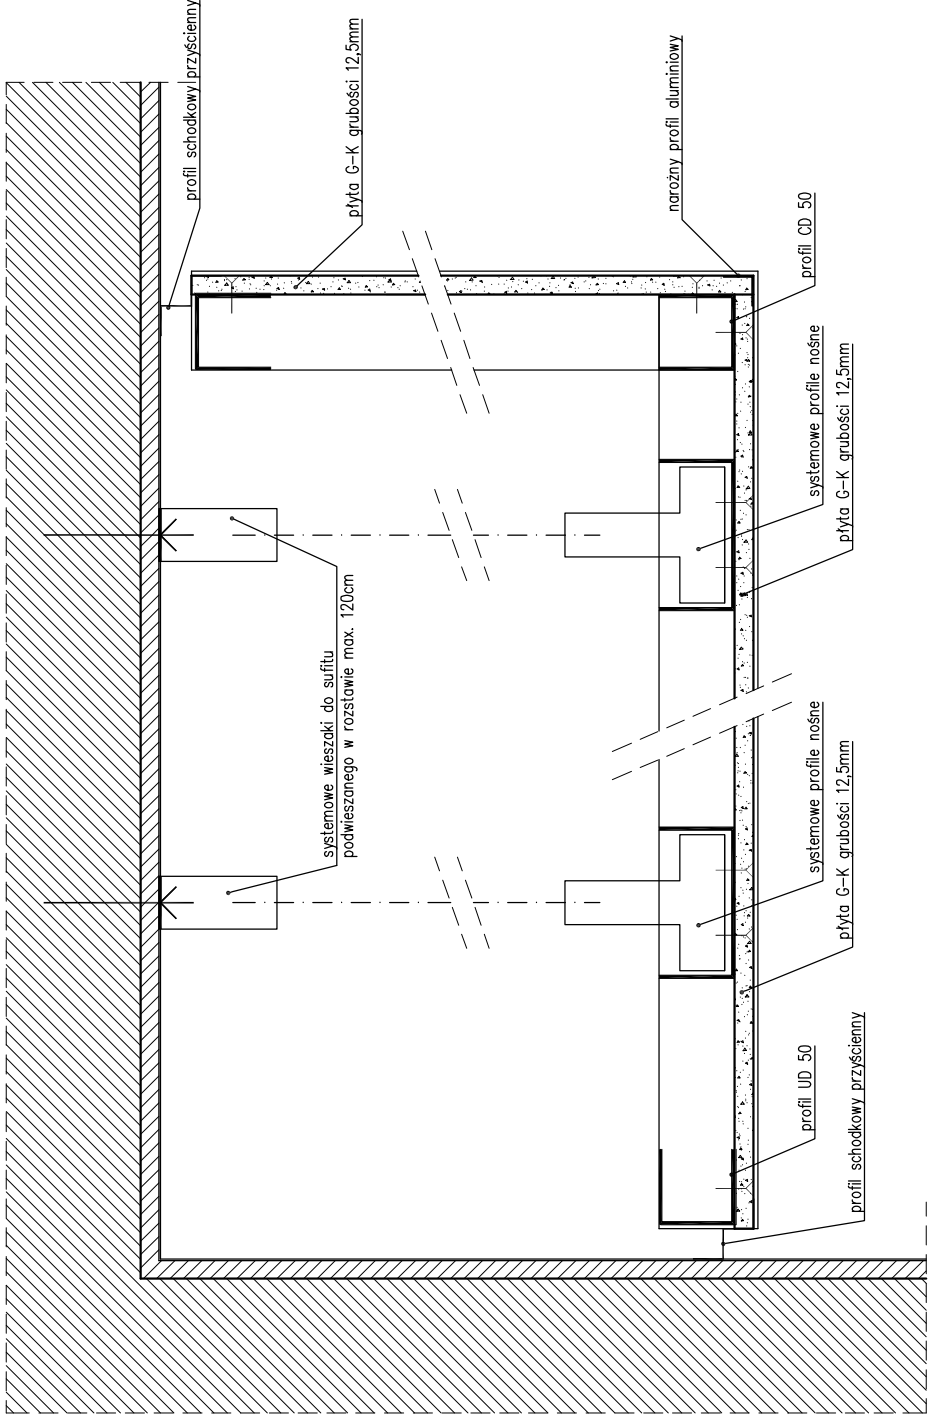 profil schodkowy przyścienny
płyta G-K grubości 12,5mm
narożny profil aluminiowy
profil CD 50
systemowe profile nośne
płyta G-K grubości 12,5mm
systemowe wieszaki do sufitu
podwieszanego w rozstawie max. 120cm
systemowe profile nośne
płyta G-K grubości 12,5mm
profil UD 50
profil schodkowy przyścienny